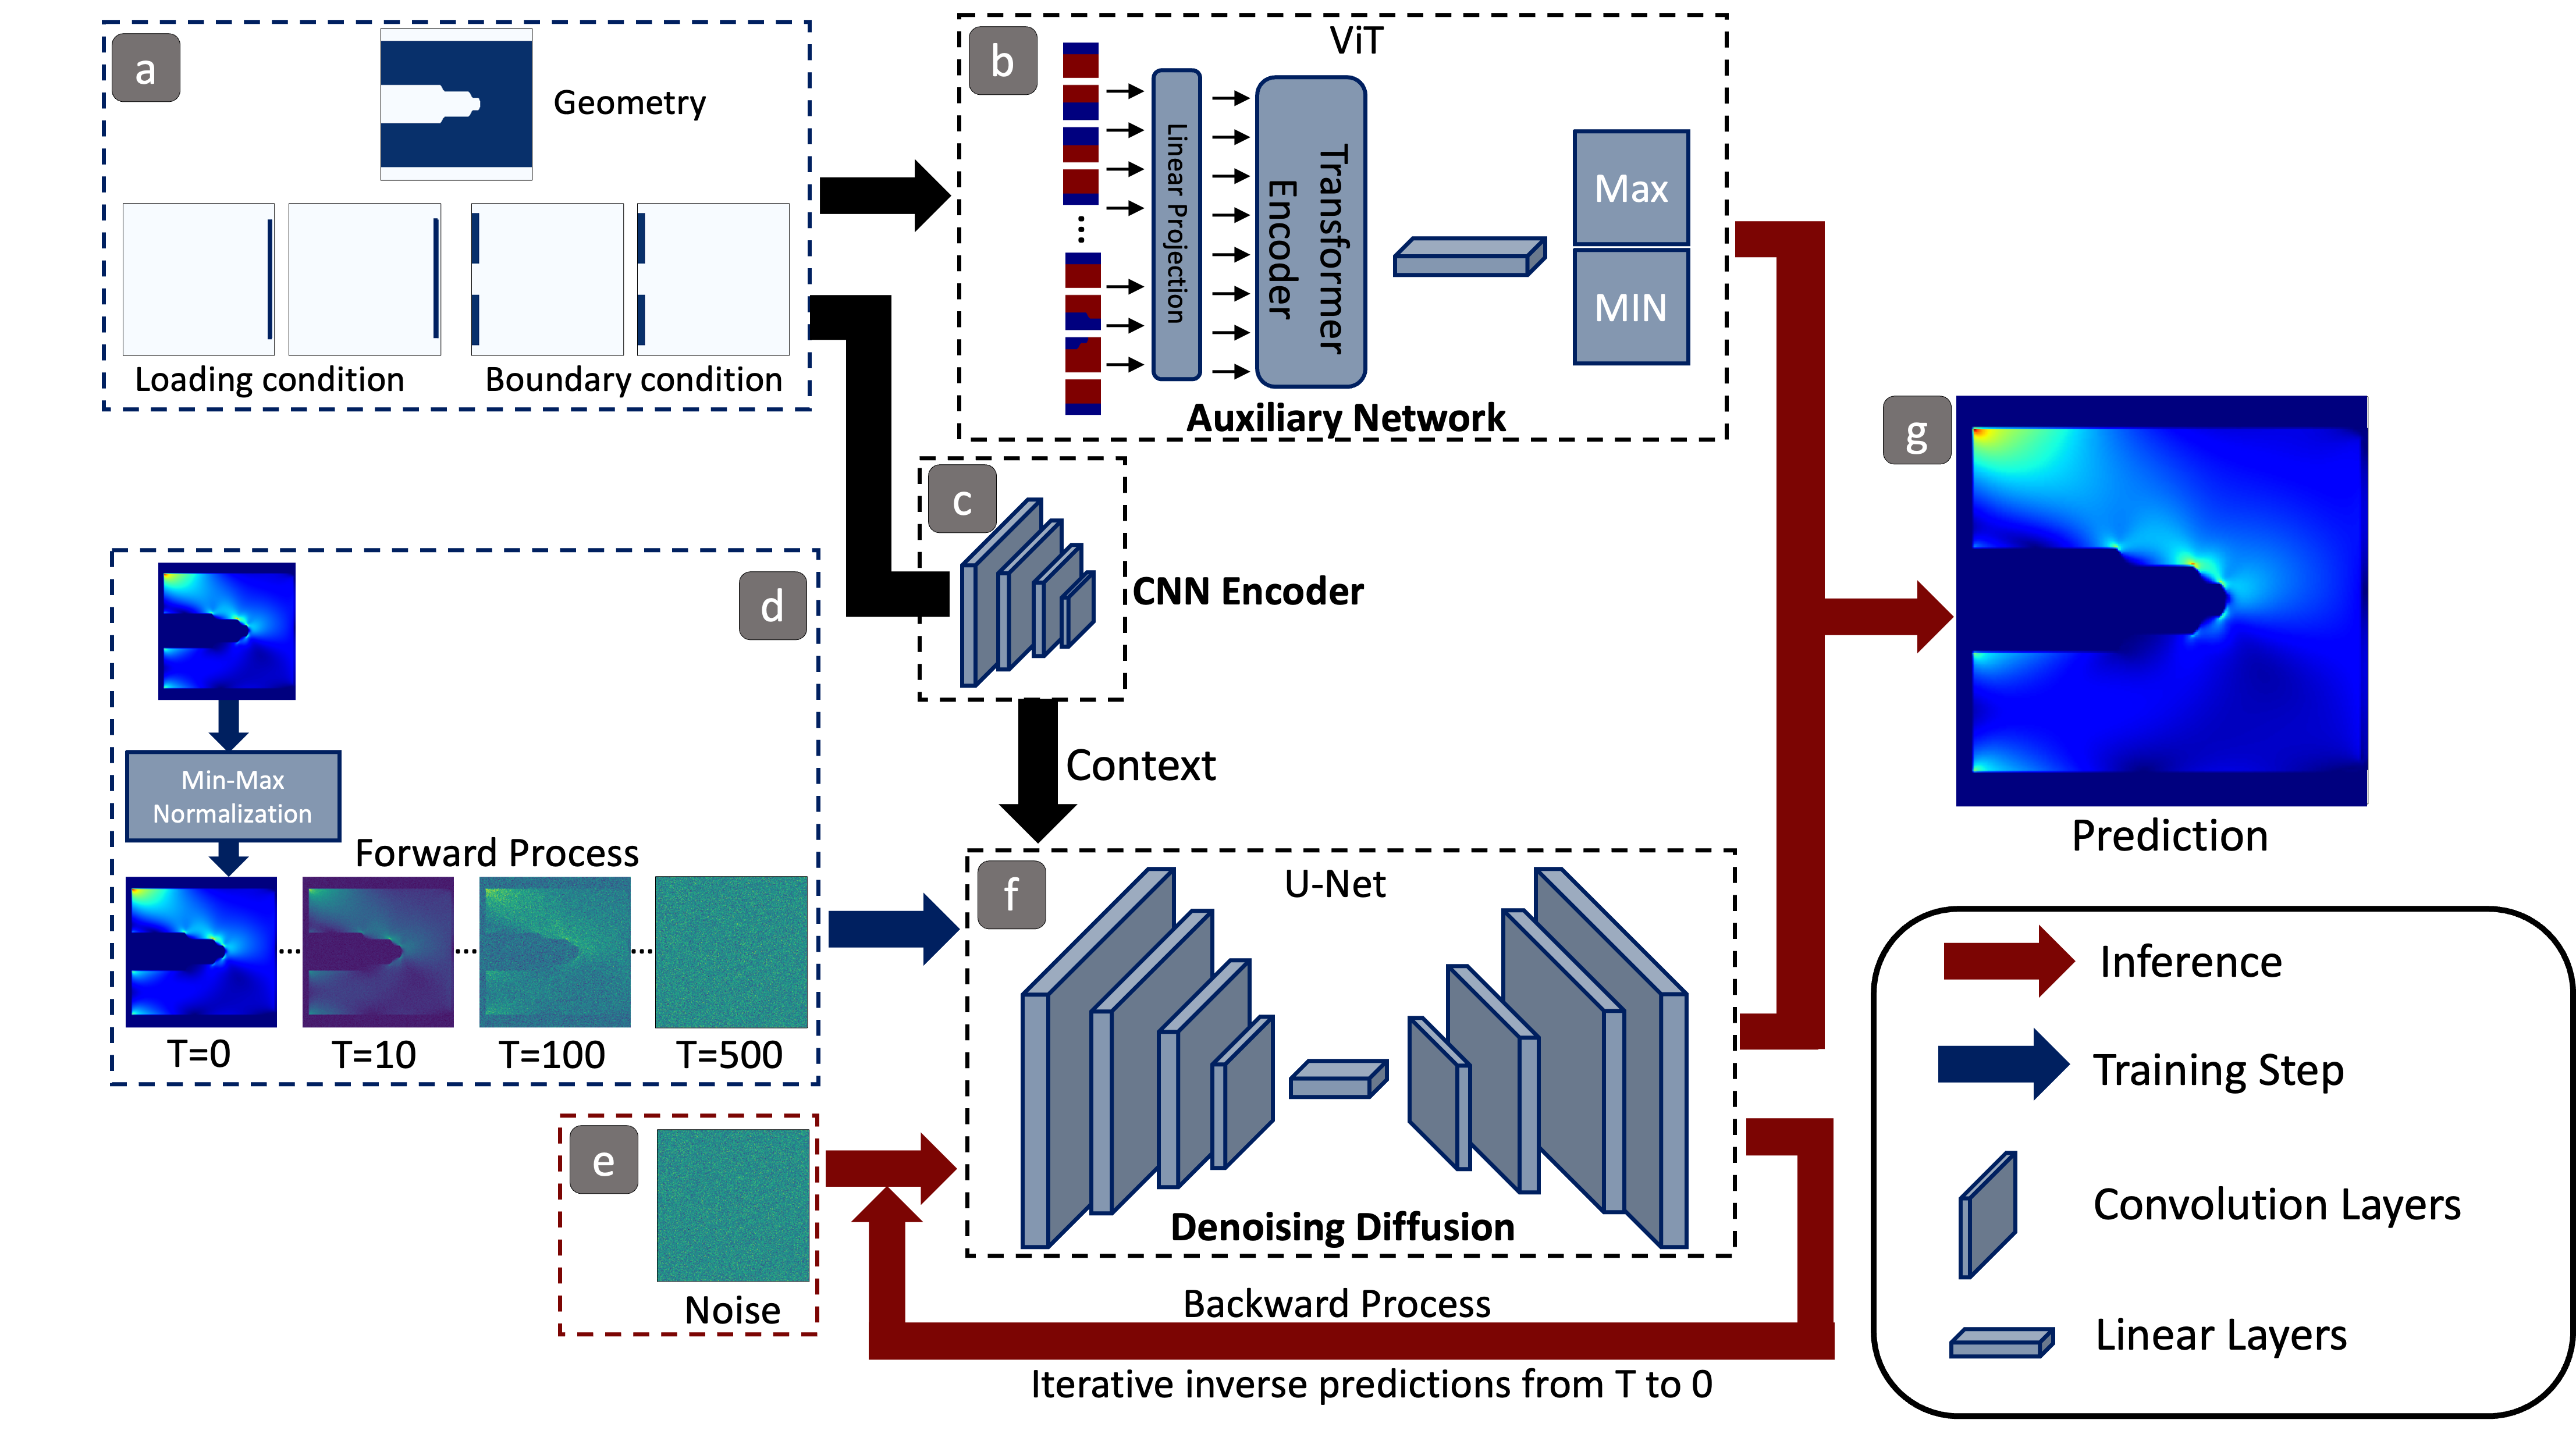 a
Geometry
Loading condition
Boundary condition
b
ViT
Linear Projection
Transformer
Encoder
Max
MIN
Auxiliary Network
c
CNN Encoder
Context
d
Min-Max
Normalization
Forward Process
...
...
...
T=0
T=10
T=100
T=500
e
Noise
f
U-Net
Denoising Diffusion
Backward Process
Iterative inverse predictions from T to 0
g
Prediction
Inference
Training Step
Convolution Layers
Linear Layers